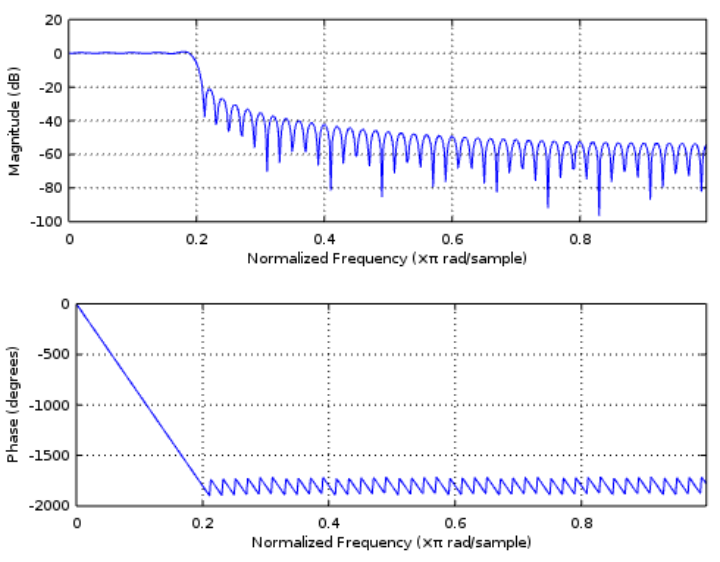 20
0
-20
-40
-60
-80
-100
Magnitude (dB)
0 0.2 0.4 0.6 0.8
Normalized Frequency (×π rad/sample)
0
-500
-1000
-1500
-2000
Phase (degrees)
0 0.2 0.4 0.6 0.8
Normalized Frequency (×π rad/sample)